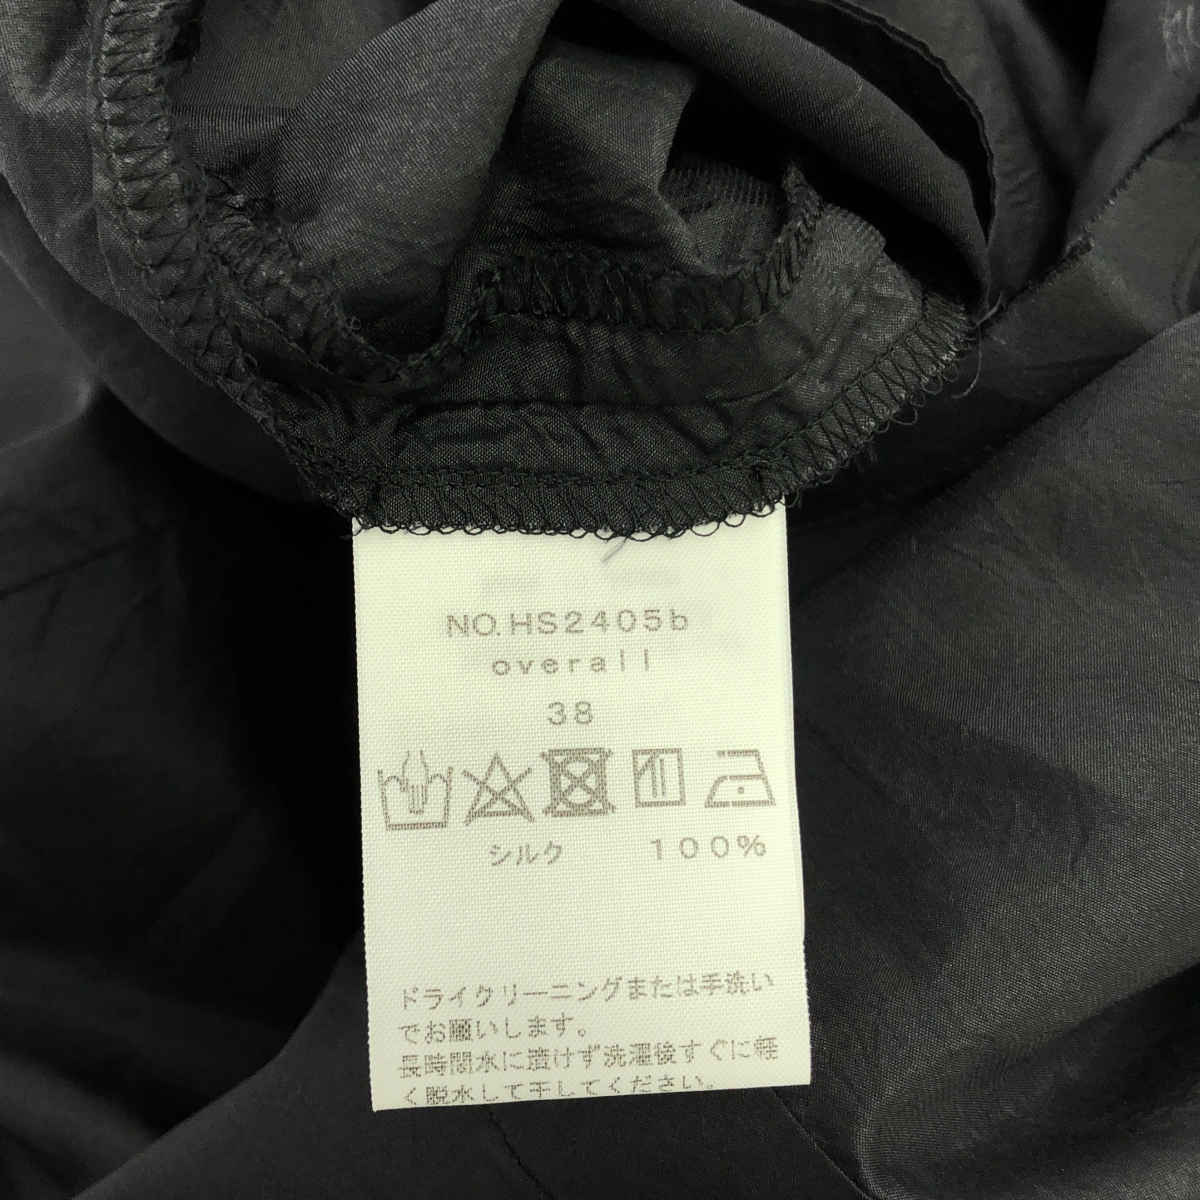 NO.HS2405b
overall
38
シルク 100%
ドライクリーニングまたは手洗い
でお願いします。
長時間水に漬けず洗濯後すぐに軽
く脱水して干してください。